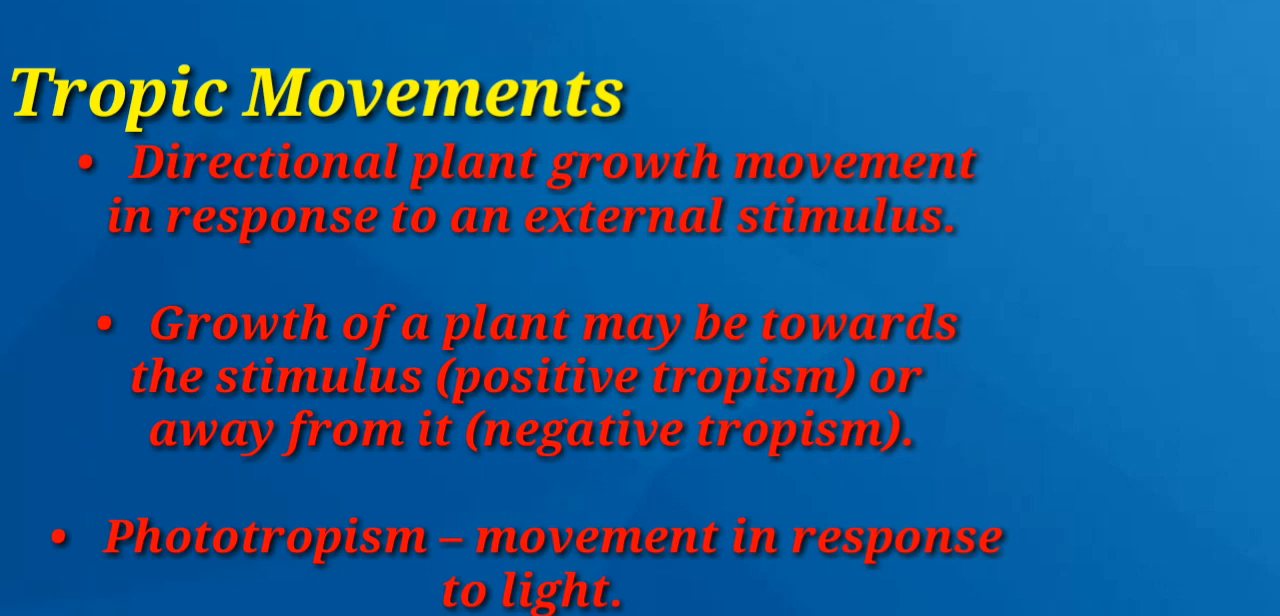 Tropic Movements
• Directional plant growth movement
in response to an external stimulus.
• Growth of a plant may be towards
the stimulus (positive tropism) or
away from it (negative tropism).
• Phototropism – movement in response
to light.